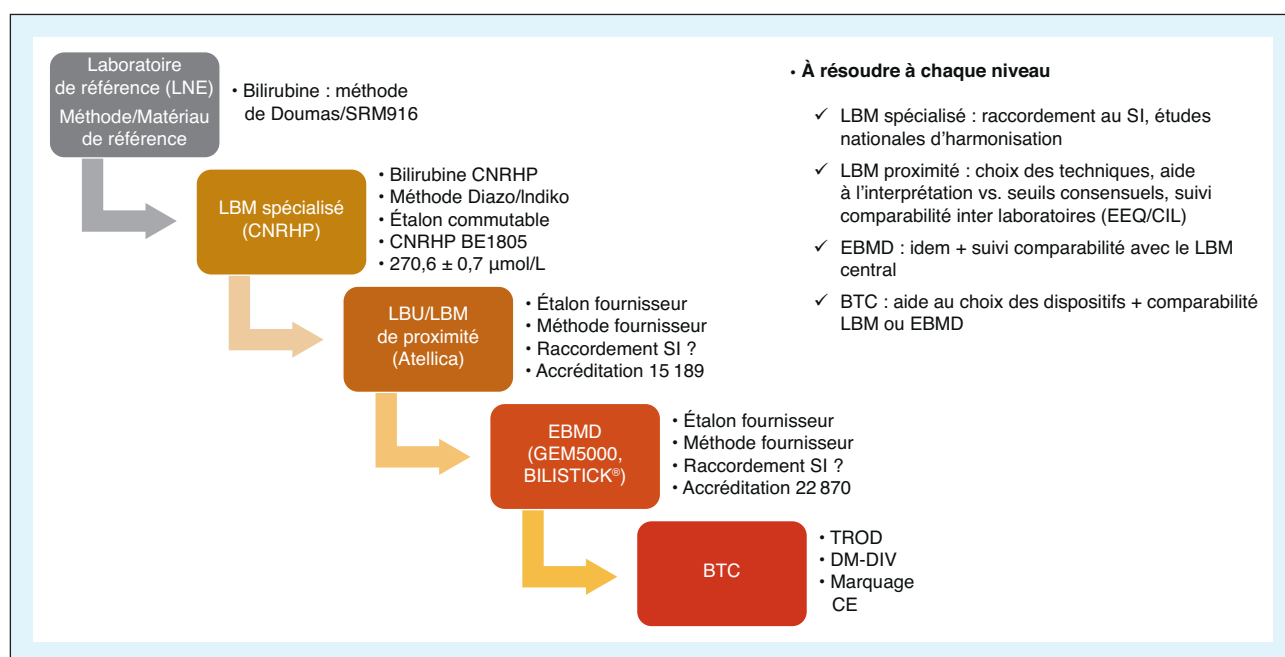 Laboratoire
de référence (LNE)
Méthode/Matériau
de référence
• Bilirubine : méthode
de Doumas/SRM916
LBM spécialisé
(CNRHP)
• Bilirubine CNRHP
• Méthode Diazo/Indiko
• Étalon commutable
• CNRHP BE1805
• 270,6 ± 0,7 µmol/L
LBU/LBM
de proximité
(Atellica)
• Étalon fournisseur
• Méthode fournisseur
• Raccordement SI ?
• Accréditation 15 189
EBMD
(GEM5000,
BILISTICK®)
• Étalon fournisseur
• Méthode fournisseur
• Raccordement SI ?
• Accréditation 22 870
BTC
• TROD
• DM-DIV
• Marquage
CE
• À résoudre à chaque niveau
✓ LBM spécialisé : raccordement au SI, études
nationales d'harmonisation
✓ LBM proximité : choix des techniques, aide
à l'interprétation vs. seuils consensuels, suivi
comparabilité inter laboratoires (EEQ/CIL)
✓ EBMD : idem + suivi comparabilité avec le LBM
central
✓ BTC : aide au choix des dispositifs + comparabilité
LBM ou EBMD